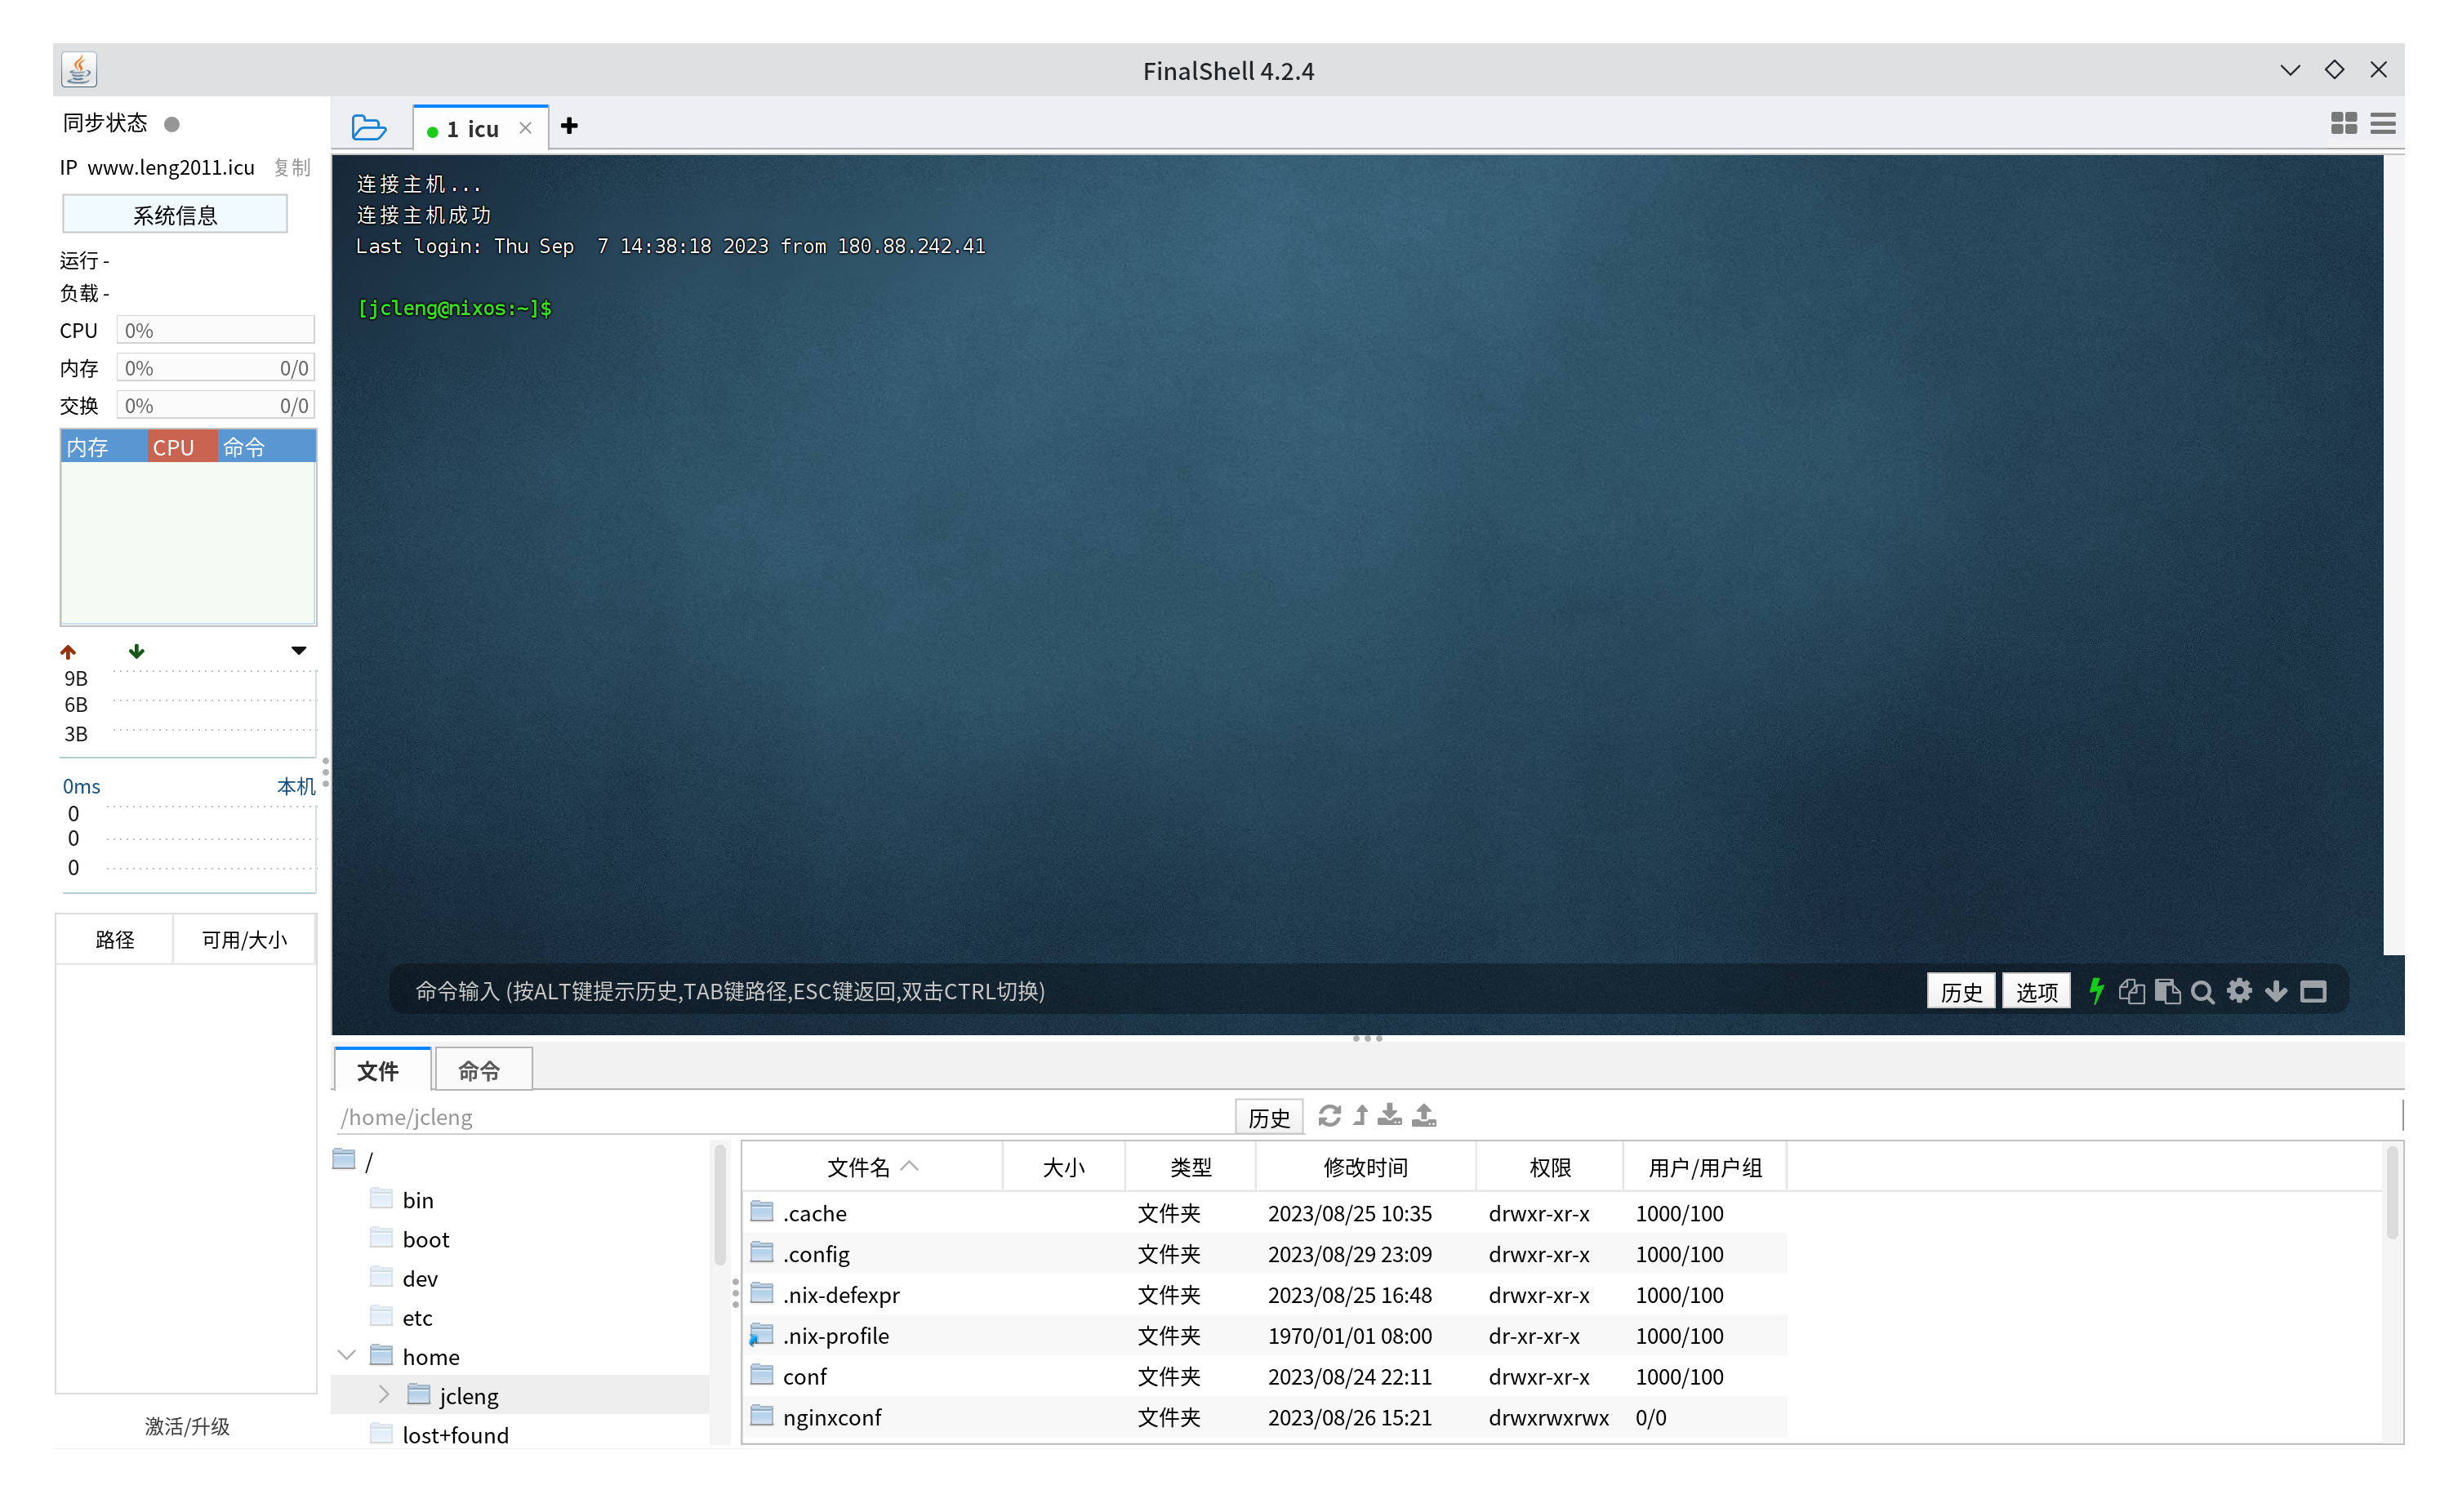 FinalShell 4.2.4
同步状态
IP www.leng2011.icu 复制
系统信息
运行 -
负载 -
CPU 0%
内存 0% 0/0
交换 0% 0/0
内存 CPU 命令
9B
6B
3B
0ms 本机
0
0
0
路径 可用/大小
激活/升级
1 icu
连接主机...
连接主机成功
Last login: Thu Sep  7 14:38:18 2023 from 180.88.242.41
[jcleng@nixos:~]$
命令输入 (按ALT键提示历史,TAB键路径,ESC键返回,双击CTRL切换) 历史 选项
文件 命令
/home/jcleng 历史
/
bin
boot
dev
etc
home
jcleng
lost+found
文件名 大小 类型 修改时间 权限 用户/用户组
.cache 文件夹 2023/08/25 10:35 drwxr-xr-x 1000/100
.config 文件夹 2023/08/29 23:09 drwxr-xr-x 1000/100
.nix-defexpr 文件夹 2023/08/25 16:48 drwxr-xr-x 1000/100
.nix-profile 文件夹 1970/01/01 08:00 dr-xr-xr-x 1000/100
conf 文件夹 2023/08/24 22:11 drwxr-xr-x 1000/100
nginxconf 文件夹 2023/08/26 15:21 drwxrwxrwx 0/0